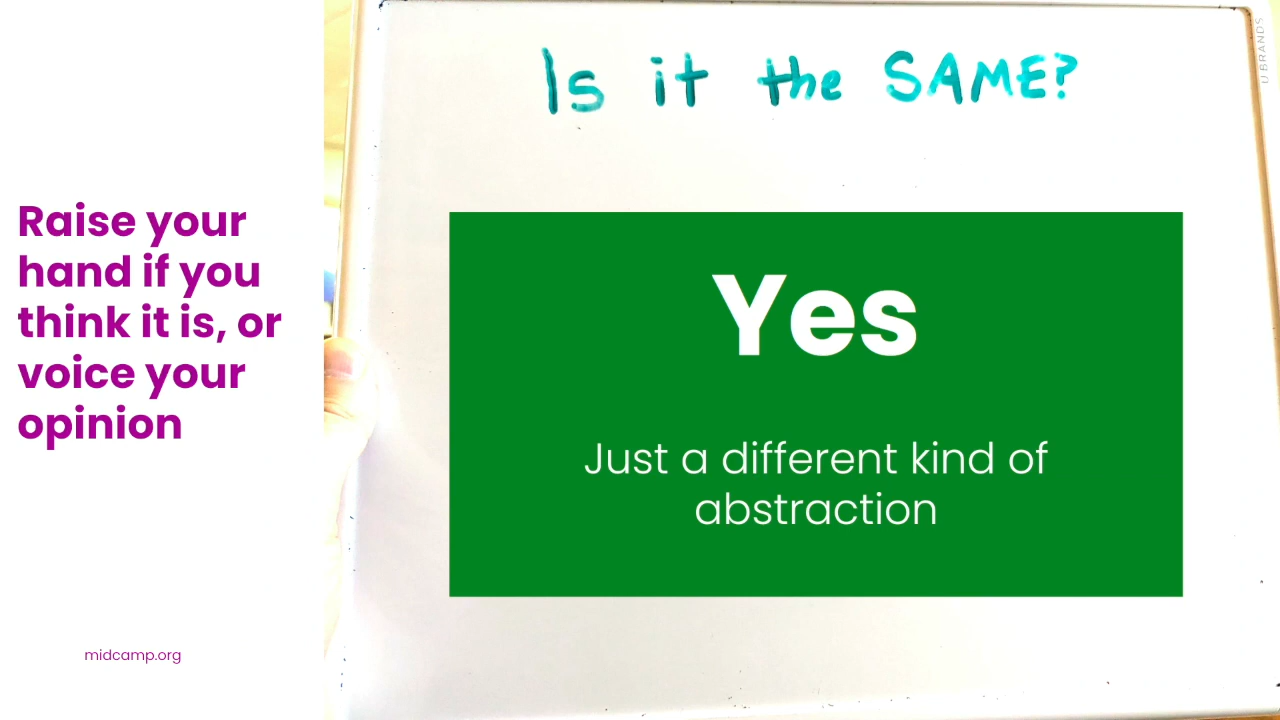 Raise your
hand if you
think it is, or
voice your
opinion
midcamp.org
Is it the SAME?
U BRANDS
Yes
Just a different kind of
abstraction